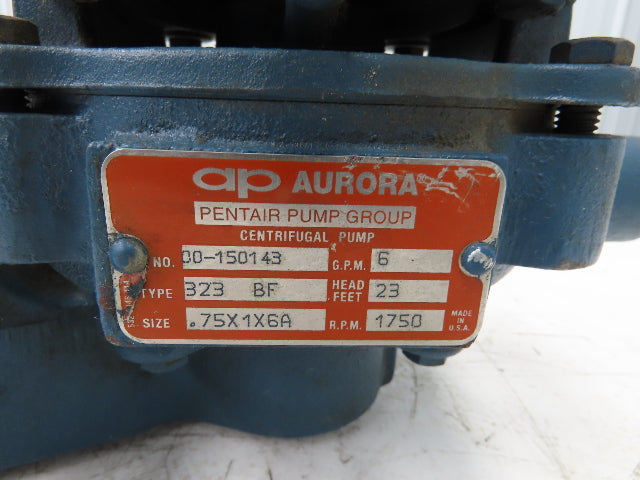 ap AURORA
PENTAIR PUMP GROUP
CENTRIFUGAL PUMP
NO. 00-150143 G.P.M. 6
TYPE 323 BF HEAD FEET 23
SIZE .75X1X6A R.P.M. 1750
MADE IN U.S.A.